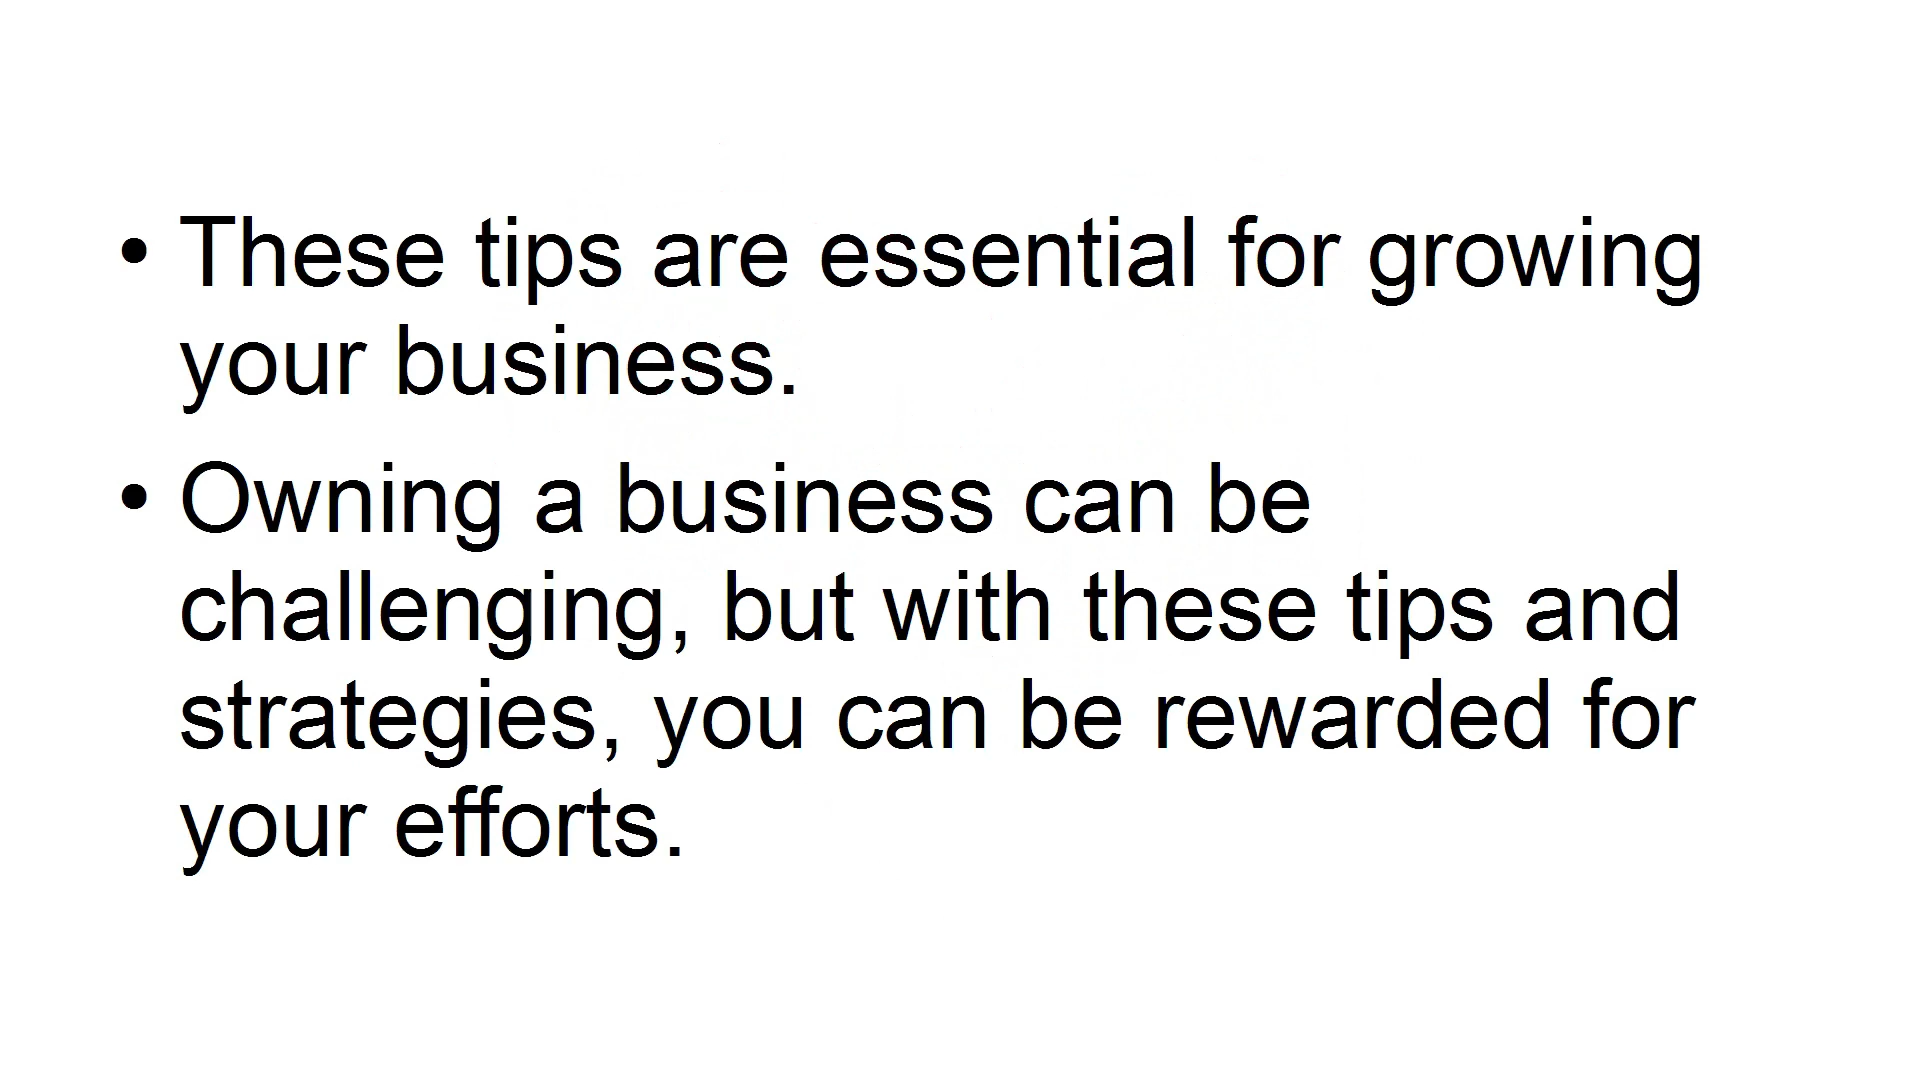 • These tips are essential for growing
your business.
• Owning a business can be
challenging, but with these tips and
strategies, you can be rewarded for
your efforts.